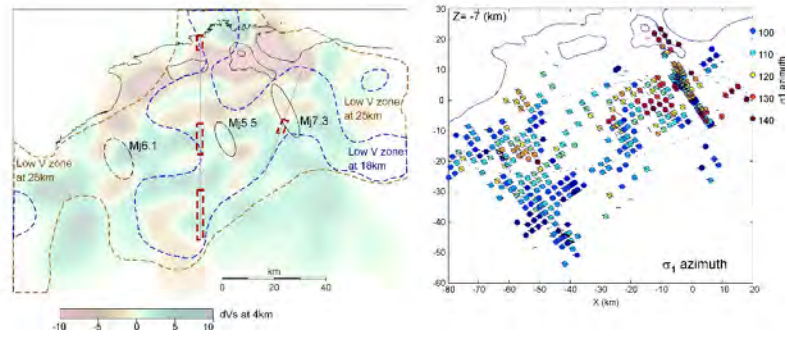 Low V zone
at 25km
Mj6.1
Mj5.5
Mj7.3
Low V zone
at 25km
Low V zone
at 18km
km
0
20
40
-10
-5
0
5
10
dVs at 4km
Z= -7 (km)
30
20
10
0
-10
-20
-30
-40
-50
-60
-80
-70
-60
-50
-40
-30
-20
-10
0
10
20
X (km)
σ1 azimuth
100
110
120
130
140
σ1 azimuth